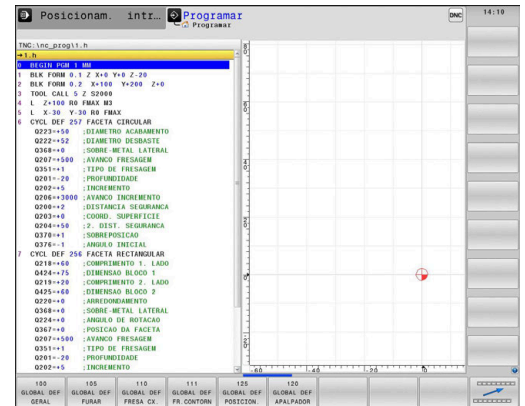 Posicionam. intr... Programar
Programar
DNC
14:10
TNC:\nc_prog\1.h
→1.h
0 BEGIN PGM 1 MM
1 BLK FORM 0.1 Z X+0 Y+0 Z-20
2 BLK FORM 0.2 X+100 Y+200 Z+0
3 TOOL CALL 5 Z S2000
4 L Z+100 R0 FMAX M3
5 L X-30 Y-30 R0 FMAX
6 CYCL DEF 257 FACETA CIRCULAR
Q223=+50 ;DIAMETRO ACABAMENTO
Q222=+52 ;DIAMETRO DESBASTE
Q368=+0 ;SOBRE-METAL LATERAL
Q207=+500 ;AVANCO FRESAGEM
Q351=+1 ;TIPO DE FRESAGEM
Q201=-20 ;PROFUNDIDADE
Q202=+5 ;INCREMENTO
Q206=+3000 ;AVANCO INCREMENTO
Q200=+2 ;DISTANCIA SEGURANCA
Q203=+0 ;COORD. SUPERFICIE
Q204=+50 ;2. DIST. SEGURANCA
Q370=+1 ;SOBREPOSICAO
Q376=-1 ;ANGULO INICIAL
7 CYCL DEF 256 FACETA RECTANGULAR
Q218=+60 ;COMPRIMENTO 1. LADO
Q424=+75 ;DIMENSAO BLOCO 1
Q219=+20 ;COMPRIMENTO 2. LADO
Q425=+60 ;DIMENSAO BLOCO 2
Q220=+0 ;ARREDONDAMENTO
Q368=+0 ;SOBRE-METAL LATERAL
Q224=+0 ;ANGULO DE ROTACAO
Q367=+0 ;POSICAO DA FACETA
Q207=+500 ;AVANCO FRESAGEM
Q351=+1 ;TIPO DE FRESAGEM
Q201=-20 ;PROFUNDIDADE
Q202=+5 ;INCREMENTO
-60 -40 -20 0
100 GLOBAL DEF GERAL
105 GLOBAL DEF FURAR
110 GLOBAL DEF FRESA CX.
111 GLOBAL DEF FR.CONTORN
125 GLOBAL DEF POSICION.
120 GLOBAL DEF APALPADOR